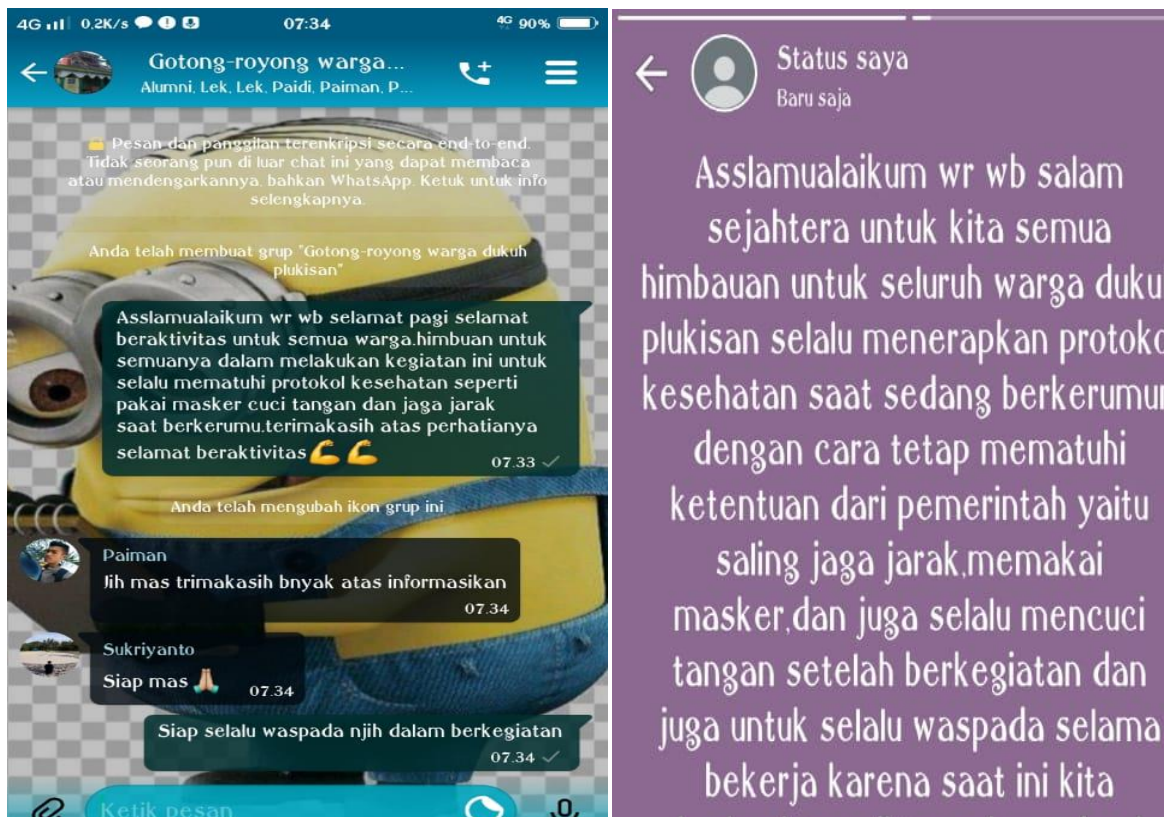 4G 0,2K/s 07:34 4G 90%
Gotong-royong warga...
Alumni, Lek, Lek, Paidi, Paiman, P...
Pesan dan panggilan terenkripsi secara end-to-end.
Tidak seorang pun di luar chat ini yang dapat membaca
atau mendengarkannya, bahkan WhatsApp. Ketuk untuk info
selengkapnya.
Anda telah membuat grup "Gotong-royong warga dukuh
plukisan"
Asslamualaikum wr wb selamat pagi selamat
beraktivitas untuk semua warga.himbuan untuk
semuanya dalam melakukan kegiatan ini untuk
selalu mematuhi protokol kesehatan seperti
pakai masker cuci tangan dan jaga jarak
saat berkerumu.terimakasih atas perhatianya
selamat beraktivitas💪💪
07.33
Anda telah mengubah ikon grup ini
Paiman
Jih mas trimakasih bnyak atas informasikan
07.34
Sukriyanto
Siap mas 🙏 07.34
Siap selalu waspada njih dalam berkegiatan
07.34
Ketik pesan
Status saya
Baru saja
Asslamualaikum wr wb salam
sejahtera untuk kita semua
himbauan untuk seluruh warga duku
plukisan selalu menerapkan protoko
kesehatan saat sedang berkerumu
dengan cara tetap mematuhi
ketentuan dari pemerintah yaitu
saling jaga jarak,memakai
masker,dan juga selalu mencuci
tangan setelah berkegiatan dan
juga untuk selalu waspada selama
bekerja karena saat ini kita